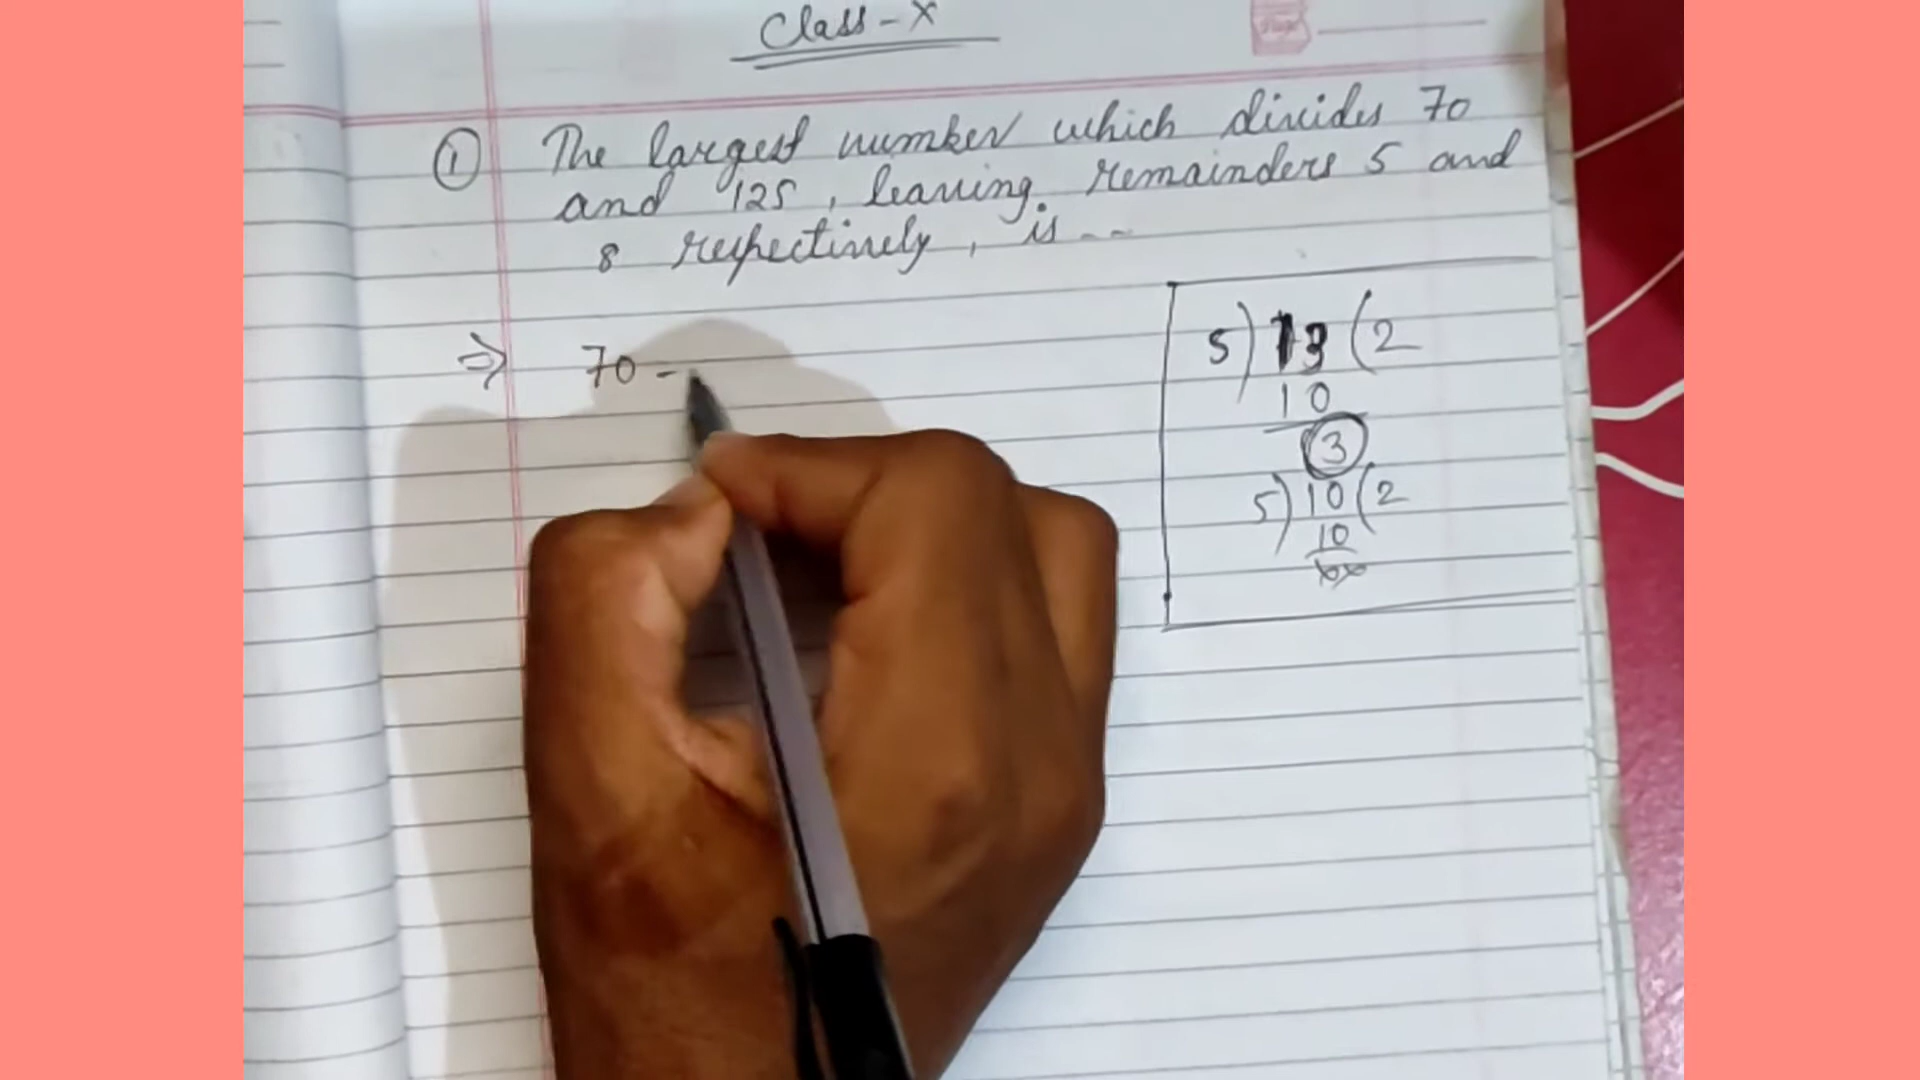 Class - X
① The largest number which divides 70
and 125, leaving remainders 5 and
8 respectively, is --
⇒ 70 -
5) 13 (2
10
3
5) 10 (2
10